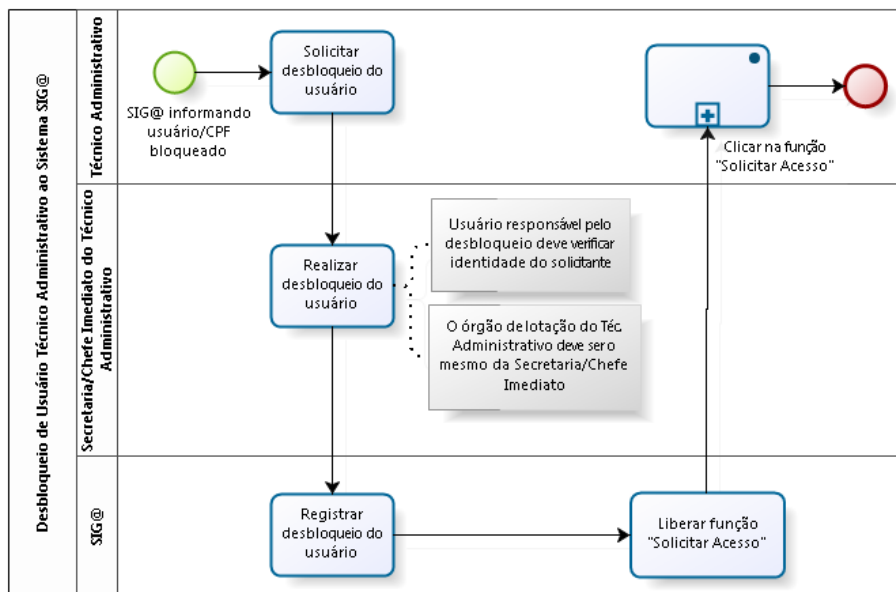 Desbloqueio de Usuário Técnico Administrativo ao Sistema SIG@
Técnico Administrativo
SIG@ informando
usuário/CPF
bloqueado
Solicitar
desbloqueio do
usuário
Clicar na função
"Solicitar Acesso"
Secretaria/Chefe Imediato do Técnico
Administrativo
Realizar
desbloqueio do
usuário
Usuário responsável pelo
desbloqueio deve verificar
identidade do solicitante
O órgão de lotação do Téc.
Administrativo deve ser o
mesmo da Secretaria/Chefe
Imediato
SIG@
Registrar
desbloqueio do
usuário
Liberar função
"Solicitar Acesso"